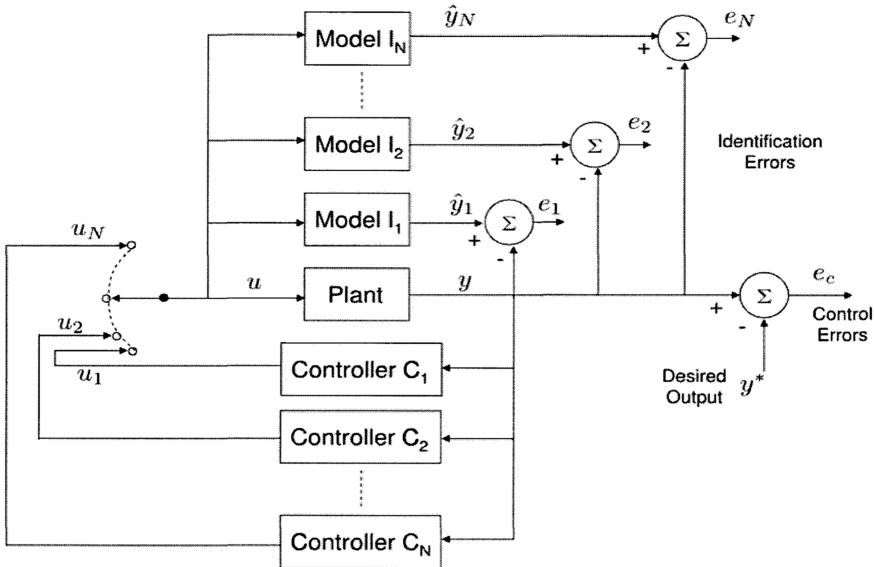 ŷ_N
e_N
Model I_N
+
Σ
-
ŷ_2
e_2
Model I_2
+
Σ
-
Identification
Errors
ŷ_1
e_1
Model I_1
+
Σ
-
u_N
u
Plant
y
+
Σ
-
e_c
Control
Errors
u_2
u_1
Controller C_1
Desired
Output
y*
Controller C_2
Controller C_N